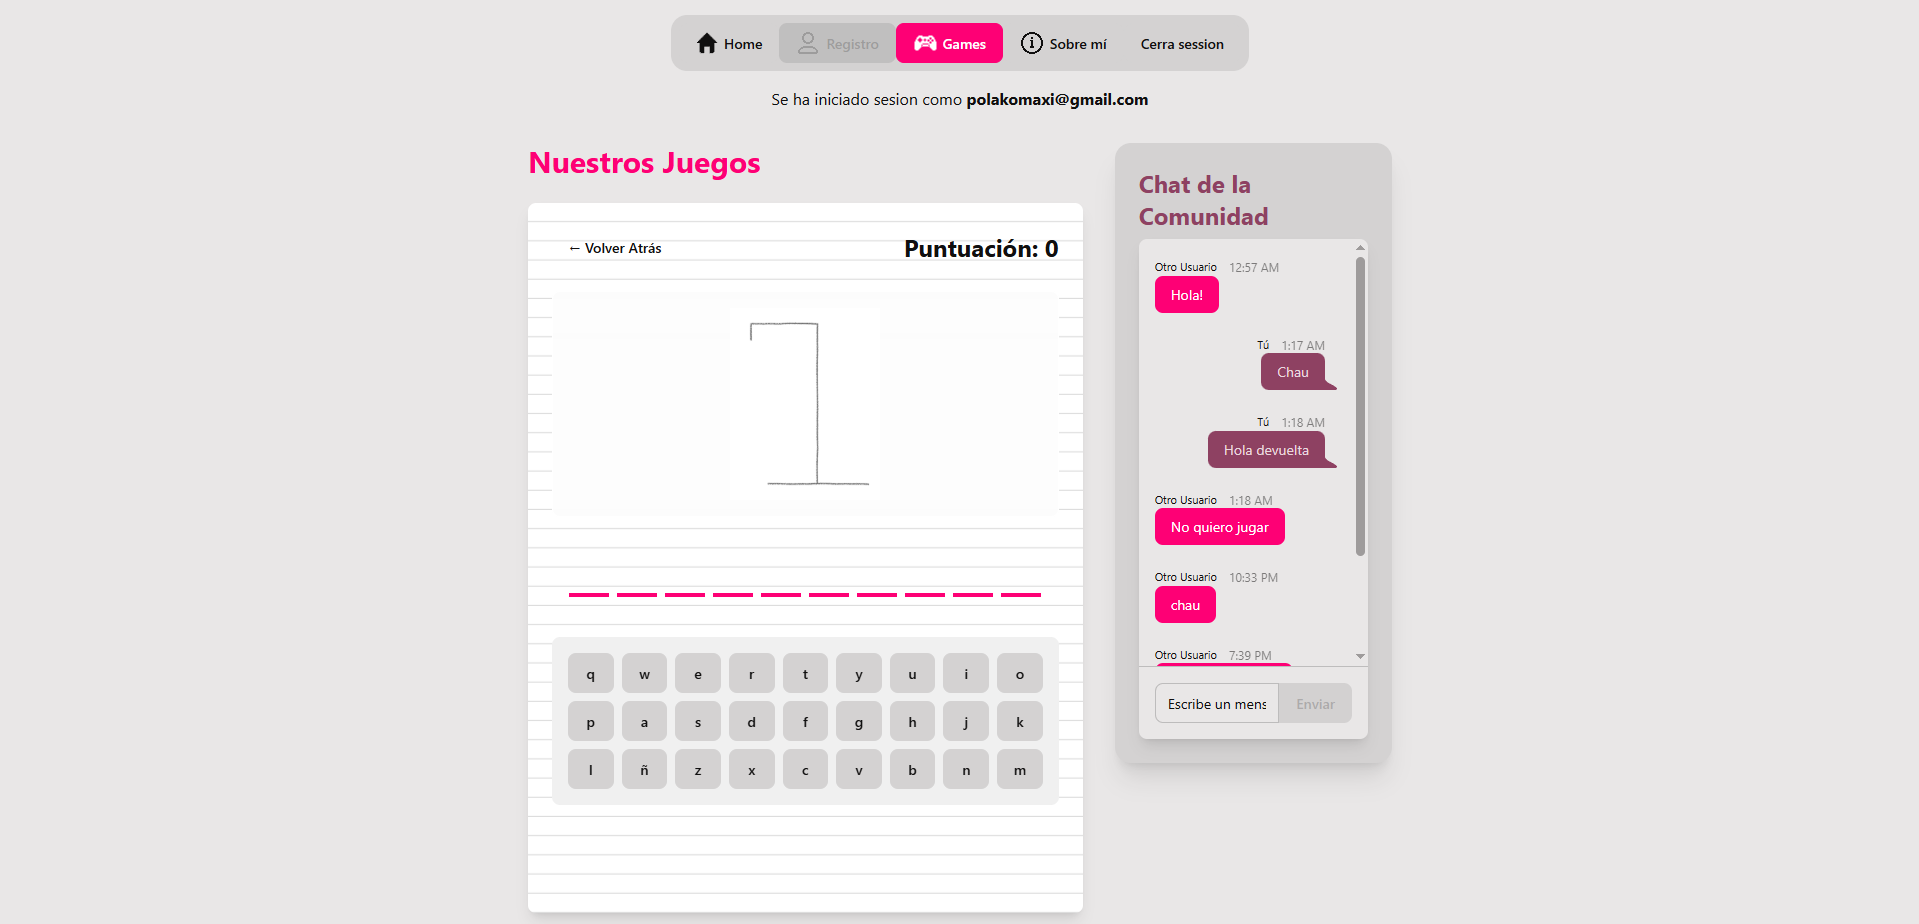 Home Registro Games Sobre mí Cerra session
Se ha iniciado sesion como polakomaxi@gmail.com
Nuestros Juegos
← Volver Atrás Puntuación: 0
q w e r t y u i o
p a s d f g h j k
l ñ z x c v b n m
Chat de la
Comunidad
Otro Usuario 12:57 AM
Hola!
Tú 1:17 AM
Chau
Tú 1:18 AM
Hola devuelta
Otro Usuario 1:18 AM
No quiero jugar
Otro Usuario 10:33 PM
chau
Otro Usuario 7:39 PM
Escribe un mens Enviar